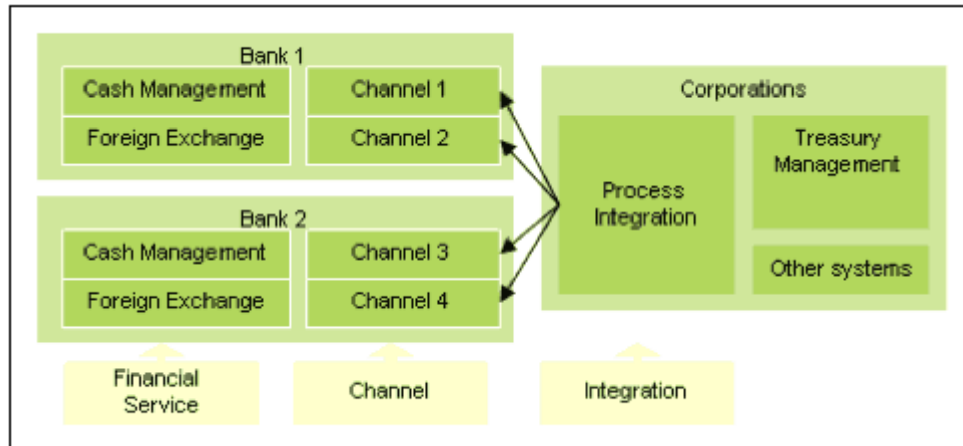 Bank 1
Cash Management
Channel 1
Foreign Exchange
Channel 2
Bank 2
Cash Management
Channel 3
Foreign Exchange
Channel 4
Corporations
Process
Integration
Treasury
Management
Other systems
Financial
Service
Channel
Integration